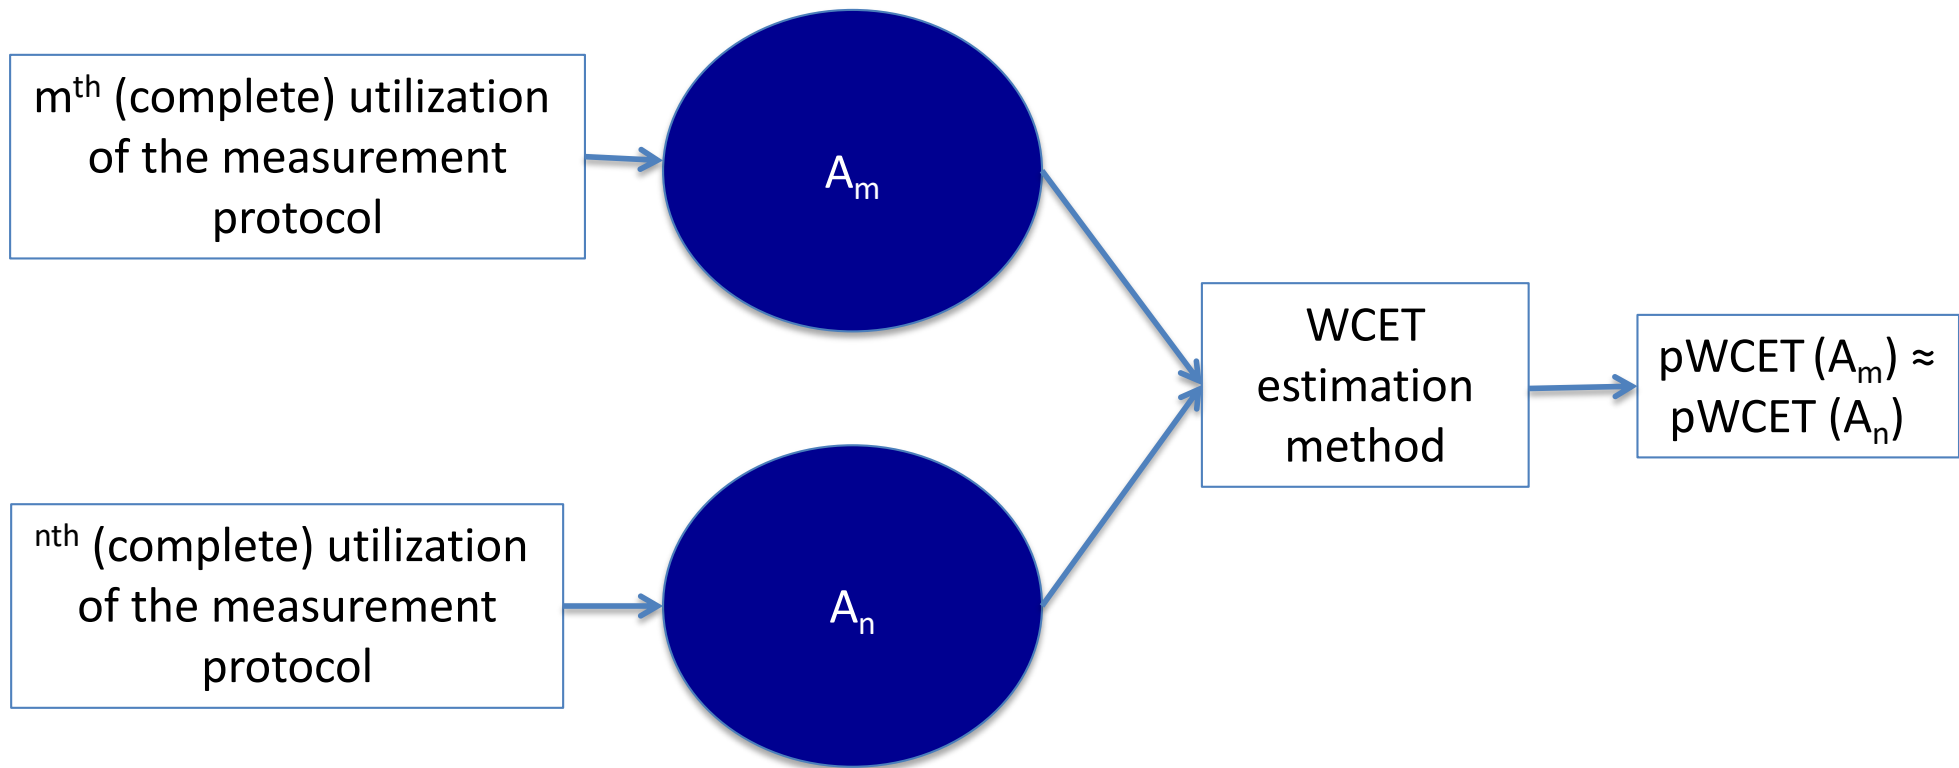 mth (complete) utilization
of the measurement
protocol
Am
WCET
estimation
method
pWCET (Am) ≈
pWCET (An)
nth (complete) utilization
of the measurement
protocol
An